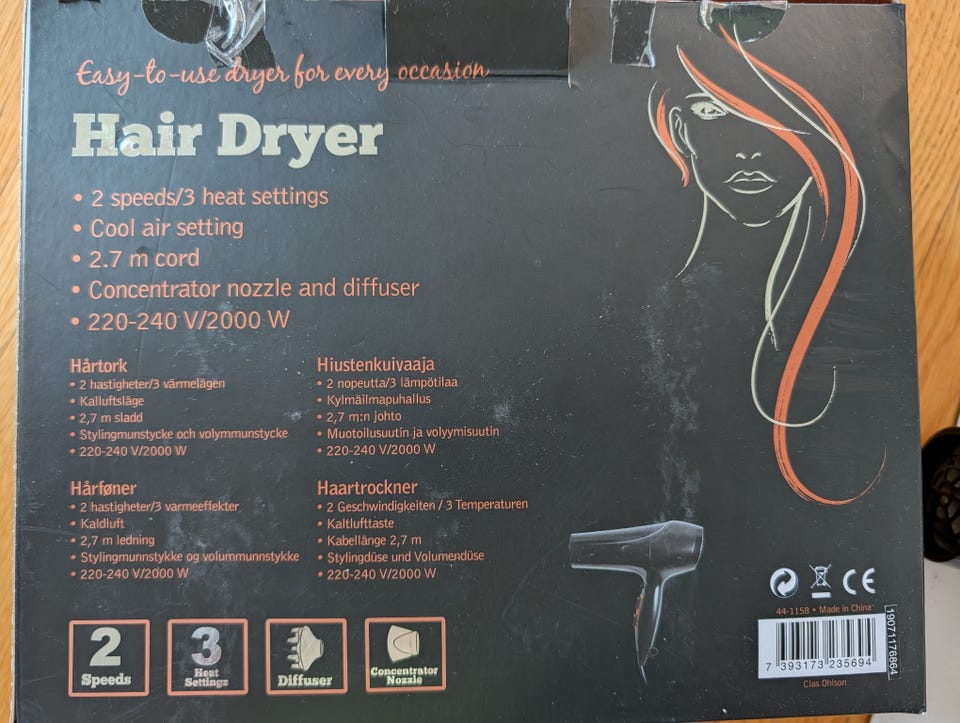 Easy-to-use dryer for every occasion
Hair Dryer
• 2 speeds/3 heat settings
• Cool air setting
• 2.7 m cord
• Concentrator nozzle and diffuser
• 220-240 V/2000 W
Hårtork
• 2 hastigheter/3 värmelägen
• Kalluftsläge
• 2,7 m sladd
• Stylingmunstycke och volymmunstycke
• 220-240 V/2000 W
Hiustenkuivaaja
• 2 nopeutta/3 lämpötilaa
• Kylmäilmapuhallus
• 2,7 m:n johto
• Muotoilusuutin ja volyymisuutin
• 220-240 V/2000 W
Hårføner
• 2 hastigheter/3 varmeeffekter
• Kaldluft
• 2,7 m ledning
• Stylingmunnstykke og volummunnstykke
• 220-240 V/2000 W
Haartrockner
• 2 Geschwindigkeiten / 3 Temperaturen
• Kaltlufttaste
• Kabellänge 2,7 m
• Stylingdüse und Volumendüse
• 220-240 V/2000 W
2
Speeds
3
Heat
Settings
Diffuser
Concentrator
Nozzle
CE
44-1158 • Made in China
7 393173 235694
19071176864
Clas Ohlson